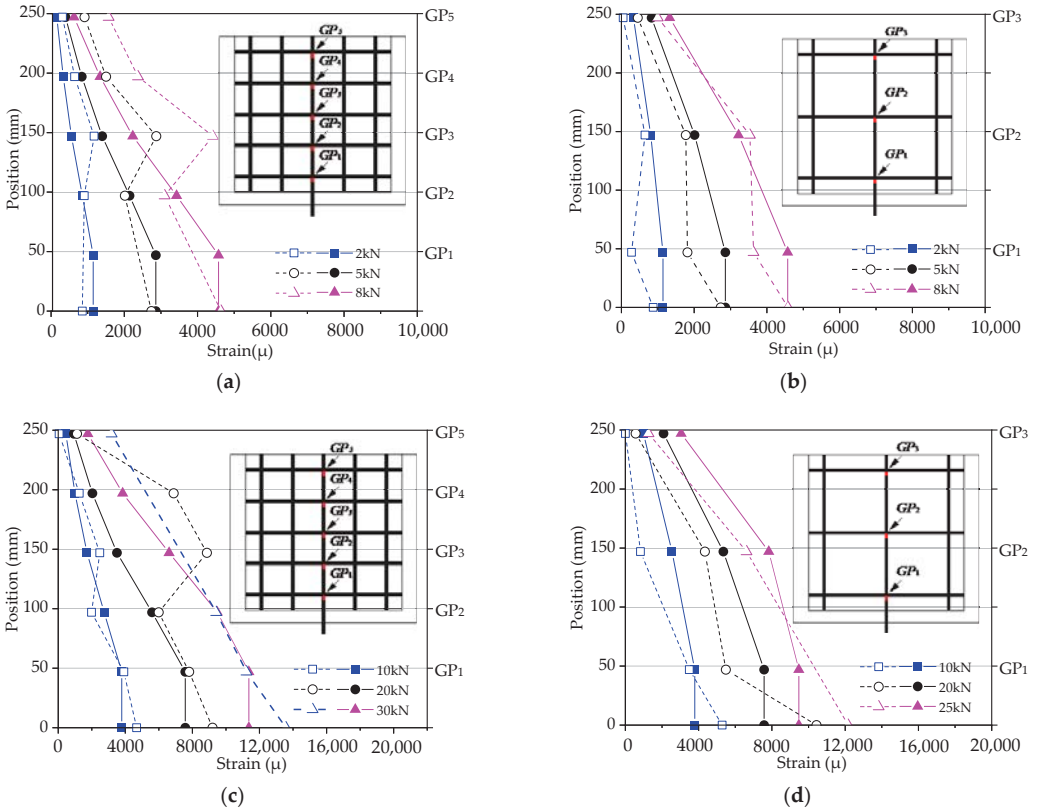 250
200
150
100
50
0
Position (mm)
GP5
GP4
GP3
GP2
GP1
GP4
GP3
GP2
GP1
2kN
5kN
8kN
0 2000 4000 6000 8000 10,000
Strain(μ)
(a)
250
200
150
100
50
0
Position (mm)
GP3
GP2
GP1
GP3
GP2
GP1
2kN
5kN
8kN
0 2000 4000 6000 8000 10,000
Strain (μ)
(b)
250
200
150
100
50
0
Position (mm)
GP5
GP4
GP3
GP2
GP1
GP4
GP3
GP2
GP1
10kN
20kN
30kN
0 4000 8000 12,000 16,000 20,000
Strain (μ)
(c)
250
200
150
100
50
0
Position (mm)
GP3
GP2
GP1
GP3
GP2
GP1
10kN
20kN
25kN
0 4000 8000 12,000 16,000 20,000
Strain (μ)
(d)